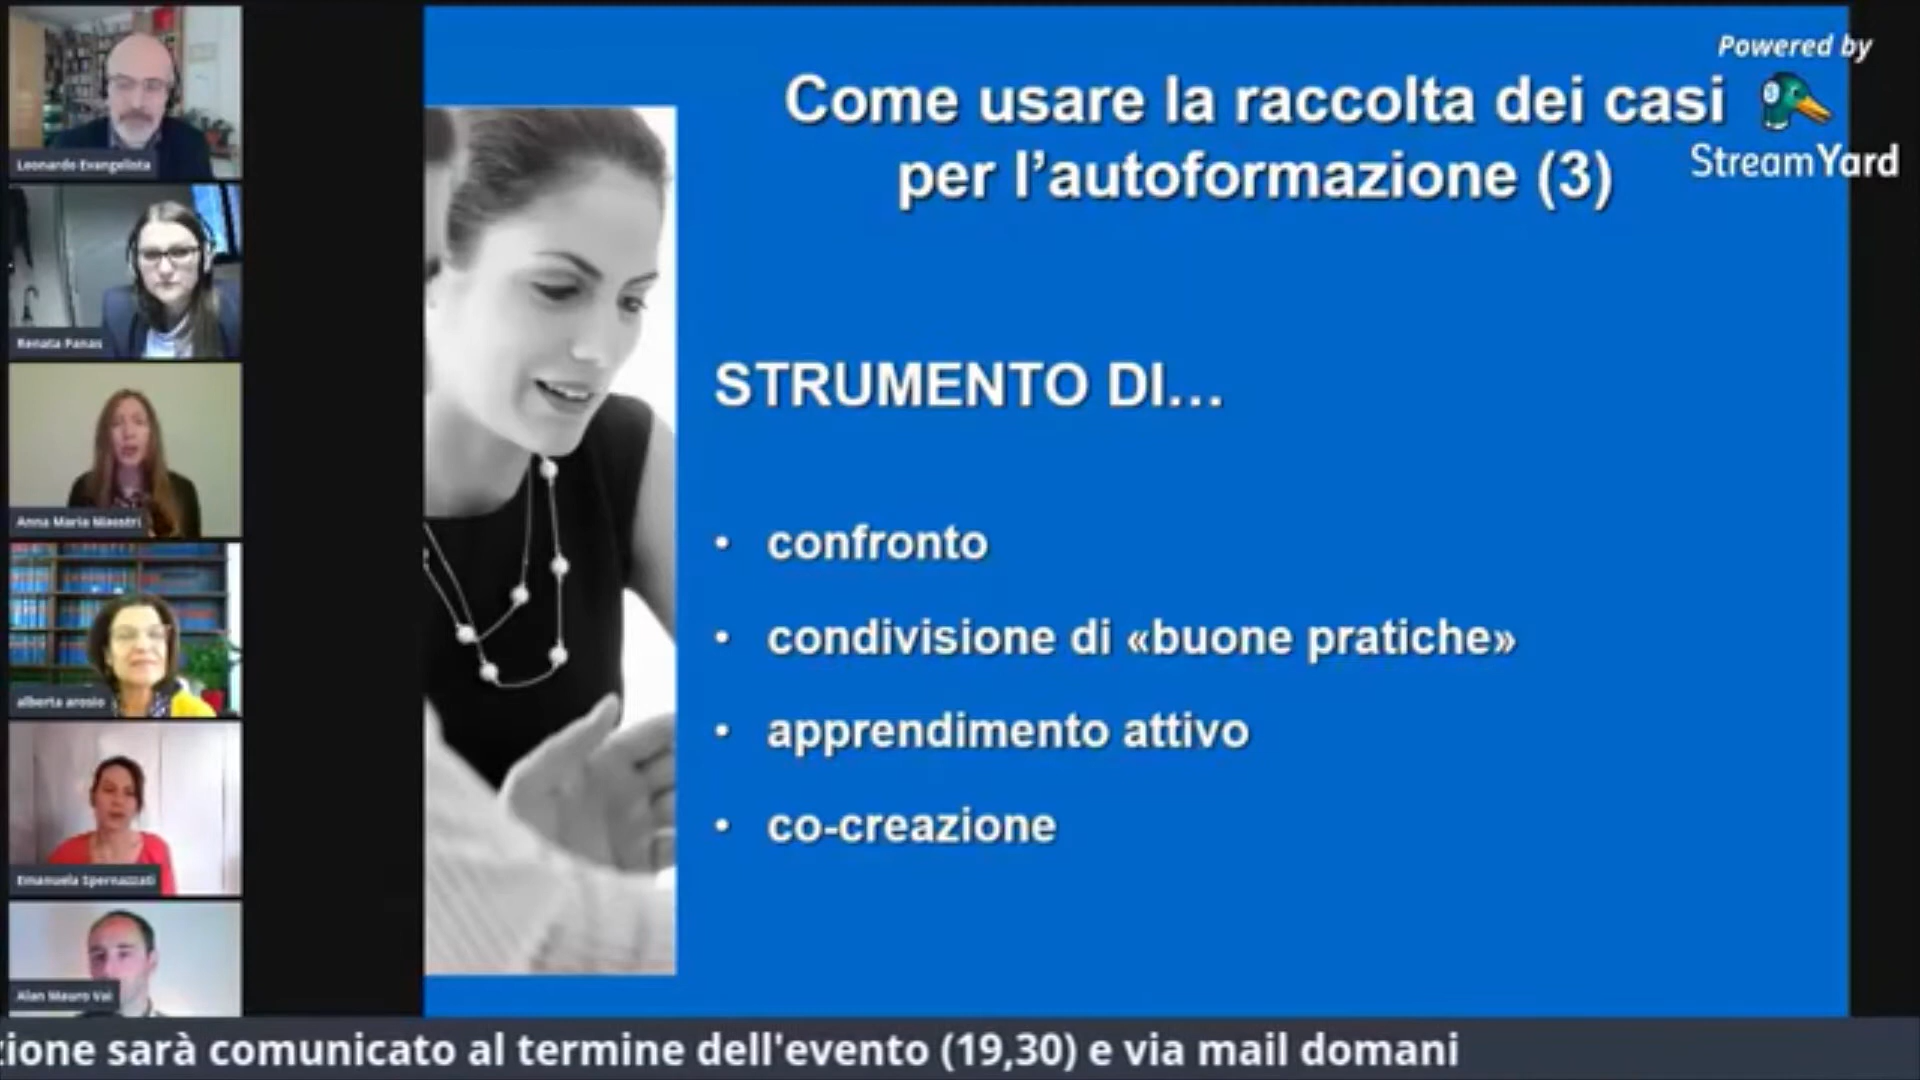 Leonardo Evangelista
Renata Panas
Anna Maria Maestri
alberta arosio
Emanuela Spernazzati
Alan Mauro Vai
Come usare la raccolta dei casi
per l’autoformazione (3)
Powered by
StreamYard
STRUMENTO DI…
• confronto
• condivisione di «buone pratiche»
• apprendimento attivo
• co-creazione
zione sarà comunicato al termine dell'evento (19,30) e via mail domani